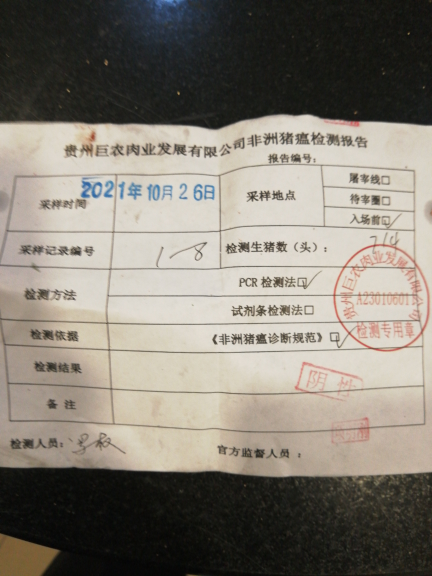 贵州巨农肉业发展有限公司非洲猪瘟检测报告
报告编号：
采样时间
2021年10月26日
采样地点
屠宰线□
待宰圈□
入场前□✓
采样记录编号
1-8
检测生猪数（头）：
检测方法
PCR 检测法□✓
试剂条检测法□
检测依据
《非洲猪瘟诊断规范》□✓
检测结果
阴性
备 注
检测人员：
官方监督人员：
贵州巨农肉业发展有限公司
A23010601
检测专用章